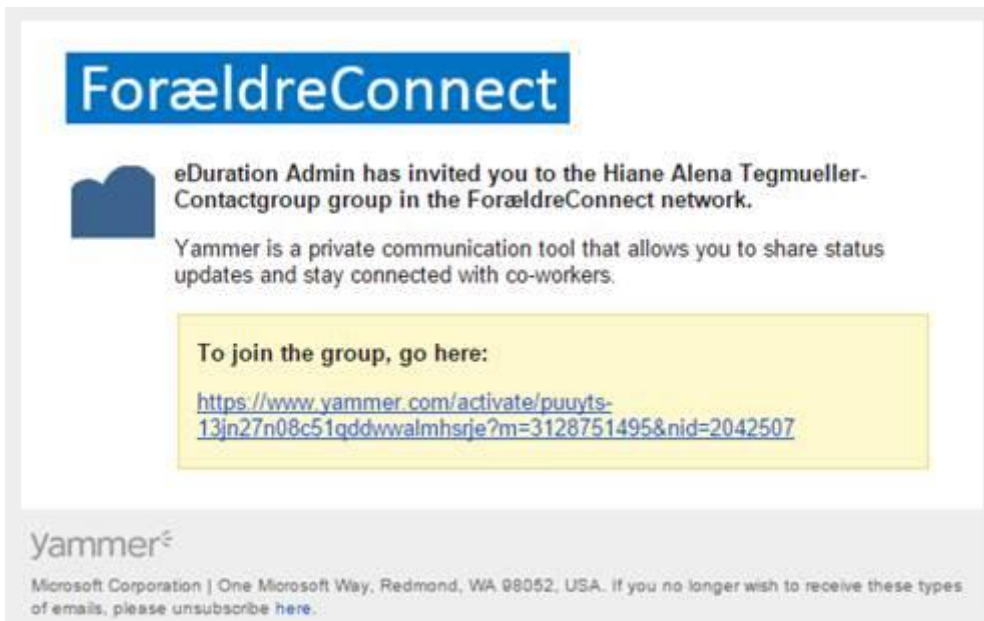 ForældreConnect
eDuration Admin has invited you to the Hiane Alena Tegmueller-
Contactgroup group in the ForældreConnect network.
Yammer is a private communication tool that allows you to share status
updates and stay connected with co-workers.
To join the group, go here:
https://www.yammer.com/activate/puuyts-
13jn27n08c51qddwwalmhsrje?m=3128751495&nid=2042507
yammer
Microsoft Corporation | One Microsoft Way, Redmond, WA 98052, USA. If you no longer wish to receive these types
of emails, please unsubscribe here.